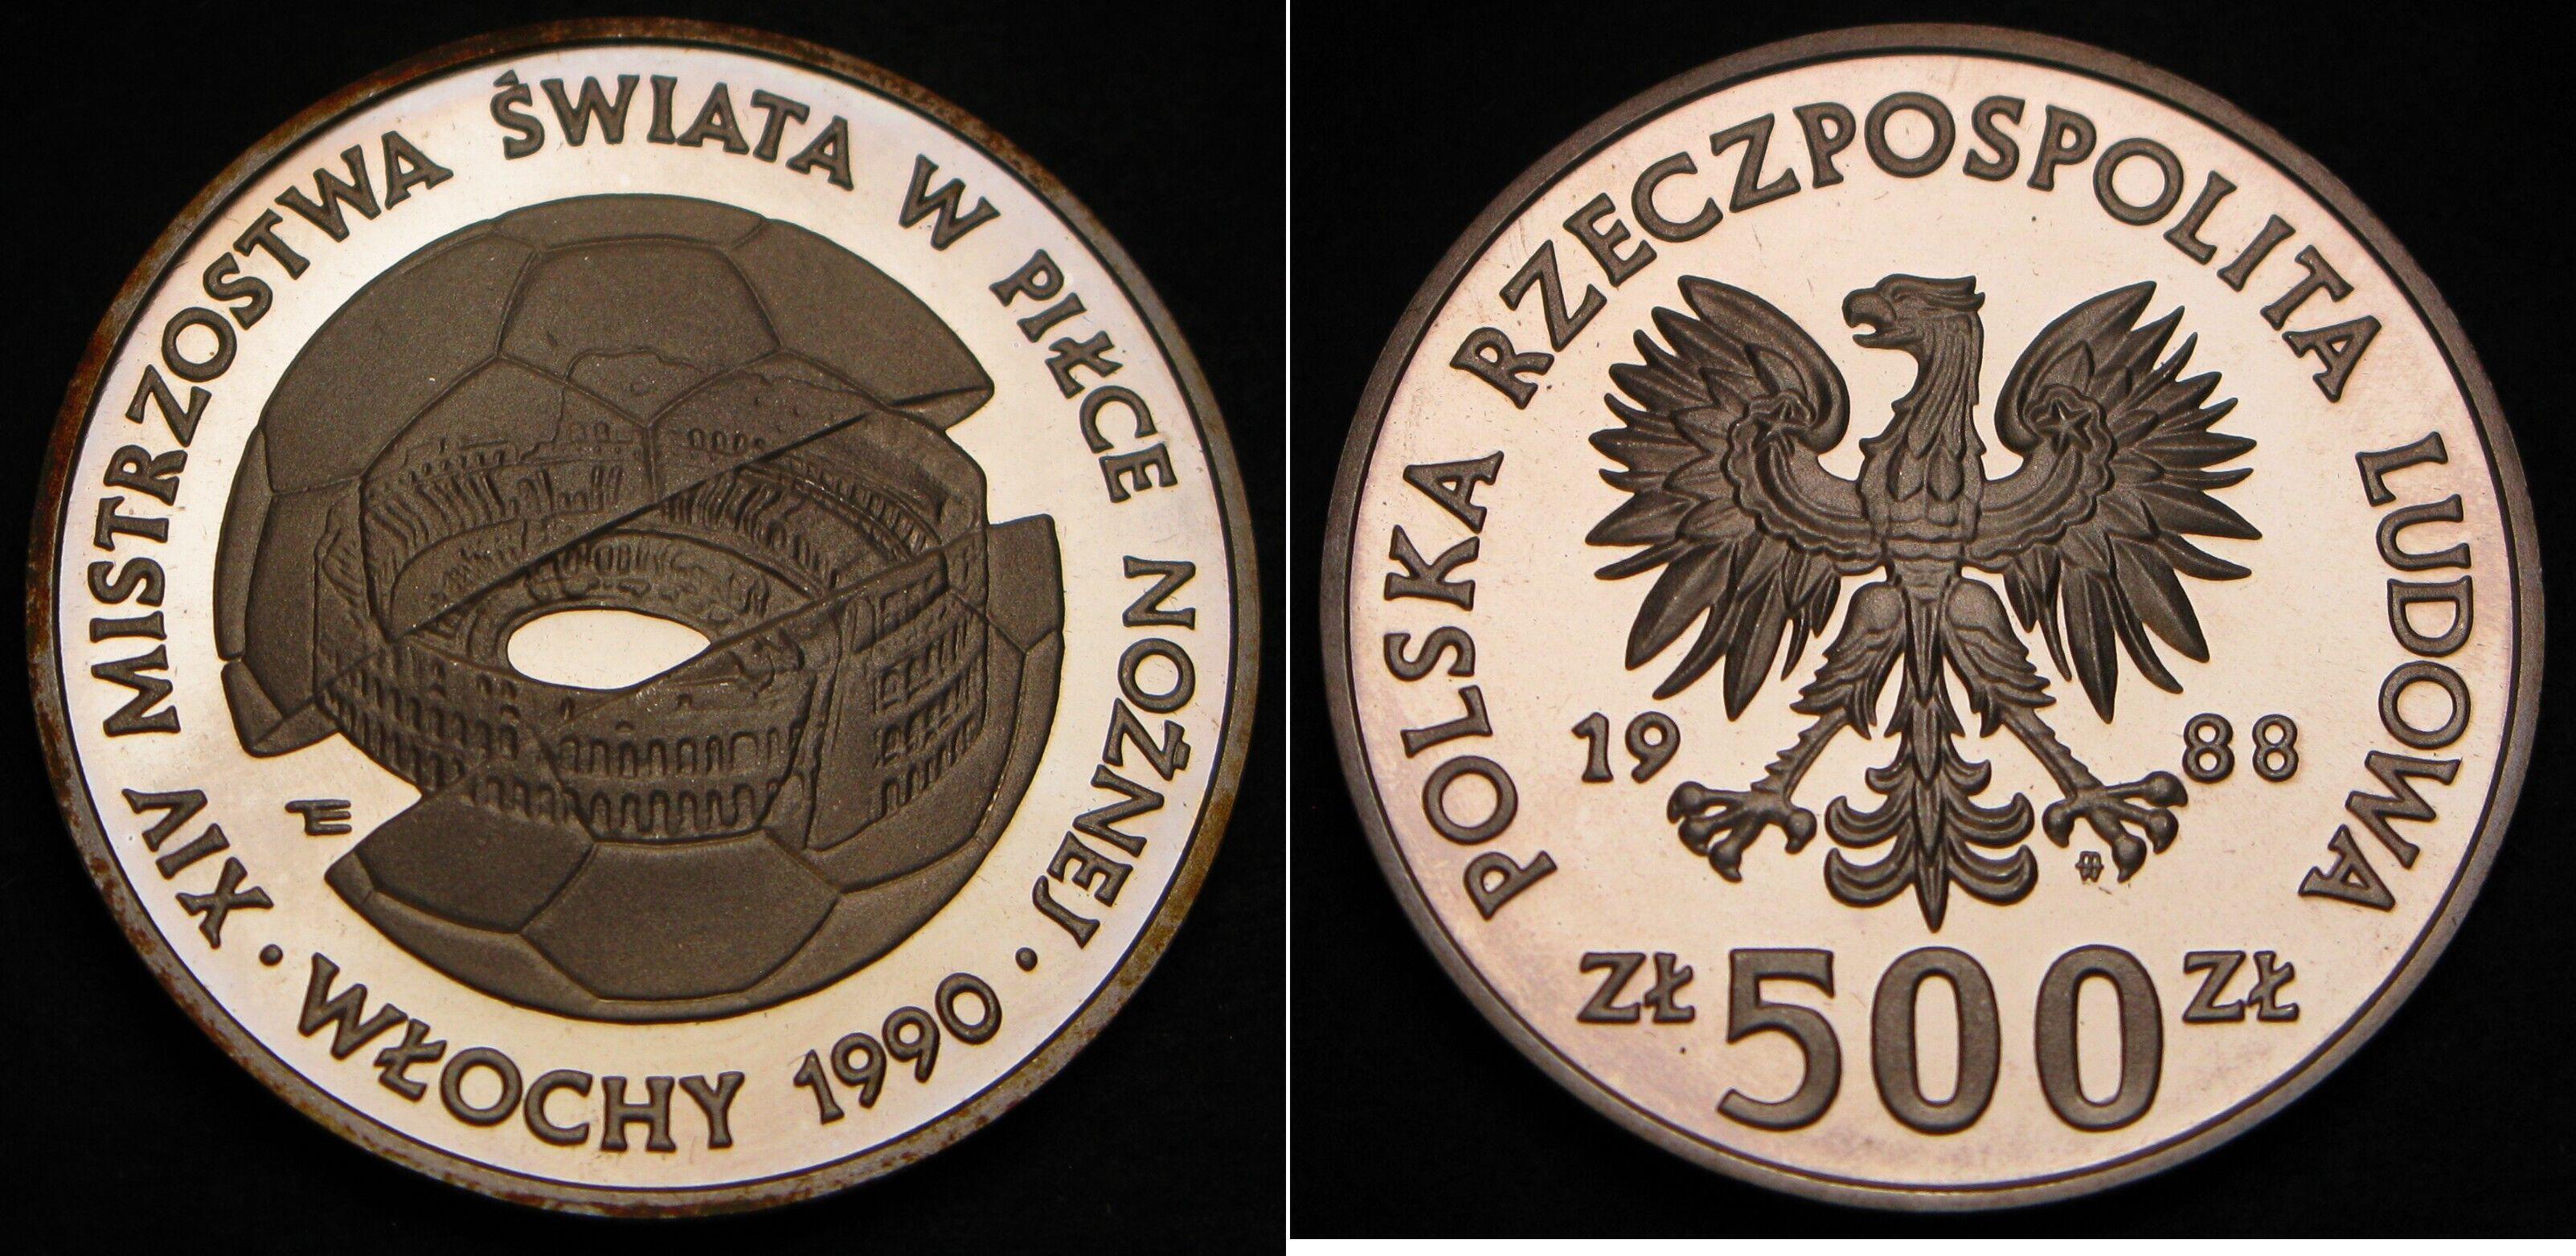 XIV MISTRZOSTWA ŚWIATA W PIŁCE NOŻNEJ
· WŁOCHY 1990 ·
POLSKA RZECZPOSPOLITA LUDOWA
19 88
ZŁ 500 ZŁ